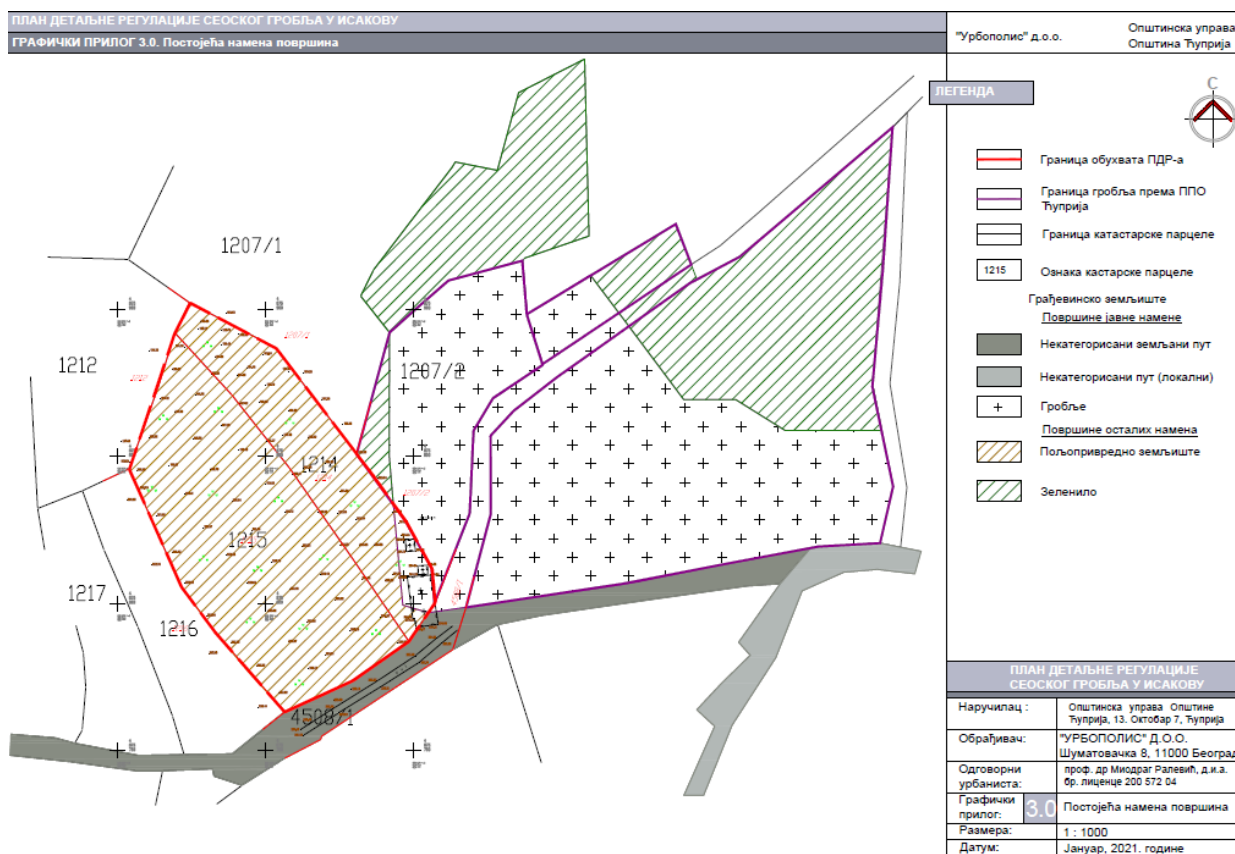 ПЛАН ДЕТАЉНЕ РЕГУЛАЦИЈЕ СЕОСКОГ ГРОБЉА У ИСАКОВУ
ГРАФИЧКИ ПРИЛОГ 3.0. Постојећа намена површина
"Урбополис" д.о.о.
Општинска управа
Општина Ћуприја
ЛЕГЕНДА
С
Граница обухвата ПДР-а
Граница гробља према ППО
Ћуприја
Граница катастарске парцеле
1215
Ознака кастарске парцеле
Грађевинско земљиште
Површине јавне намене
Некатегорисани земљани пут
Некатегорисани пут (локални)
Гробље
Површине осталих намена
Пољопривредно земљиште
Зеленило
1207/1
1212
1207/2
1214
1215
1217
1216
4508/1
ПЛАН ДЕТАЉНЕ РЕГУЛАЦИЈЕ
СЕОСКОГ ГРОБЉА У ИСАКОВУ
Наручилац :
Општинска управа Општине
Ћуприја, 13. Октобар 7, Ћуприја
Обрађивач:
"УРБОПОЛИС" Д.О.О.
Шуматовачка 8, 11000 Београд
Одговорни
урбаниста:
проф. др Миодраг Ралевић, д.и.а.
бр. лиценце 200 572 04
Графички
прилог:
3.0
Постојећа намена површина
Размера:
1 : 1000
Датум:
Јануар, 2021. године